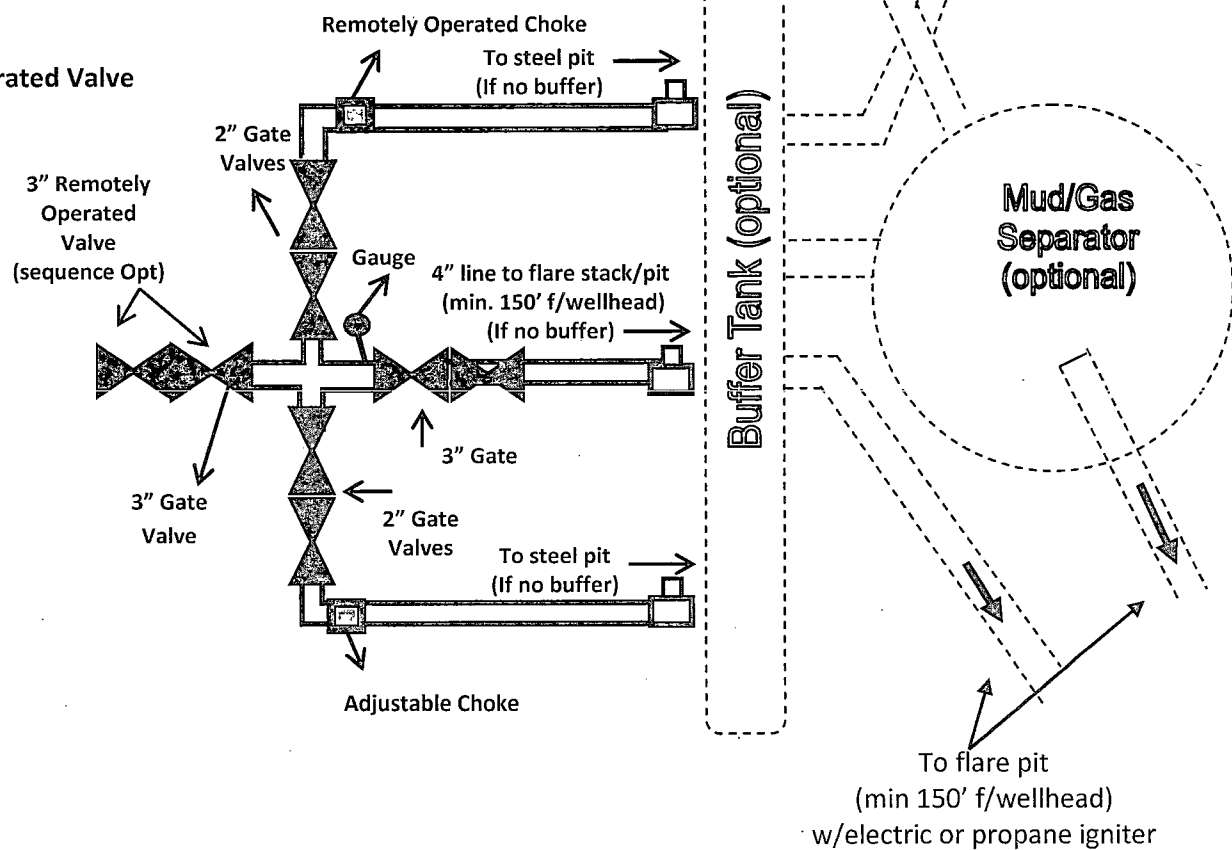 Remotely Operated Choke
To steel pit
(If no buffer)
Valve
2” Gate
Valves
3” Remotely
Operated
Valve
(sequence Opt)
Gauge
4” line to flare stack/pit
(min. 150’ f/wellhead)
(If no buffer)
Buffer Tank (optional)
Mud/Gas
Separator
(optional)
3” Gate
3” Gate
Valve
2” Gate
Valves
To steel pit
(If no buffer)
Adjustable Choke
To flare pit
(min 150’ f/wellhead)
w/electric or propane igniter